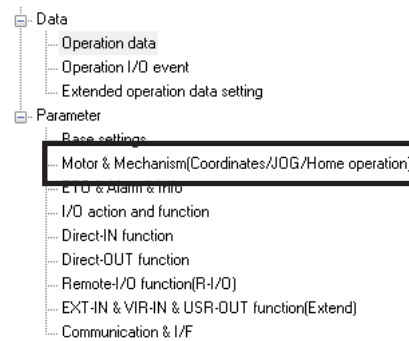 Data
Operation data
Operation I/O event
Extended operation data setting
Parameter
Base settings
Motor & Mechanism(Coordinates/JOG/Home operation)
ETO & Alarm & Info
I/O action and function
Direct-IN function
Direct-OUT function
Remote-I/O function(R-I/O)
EXT-IN & VIR-IN & USR-OUT function(Extend)
Communication & I/F